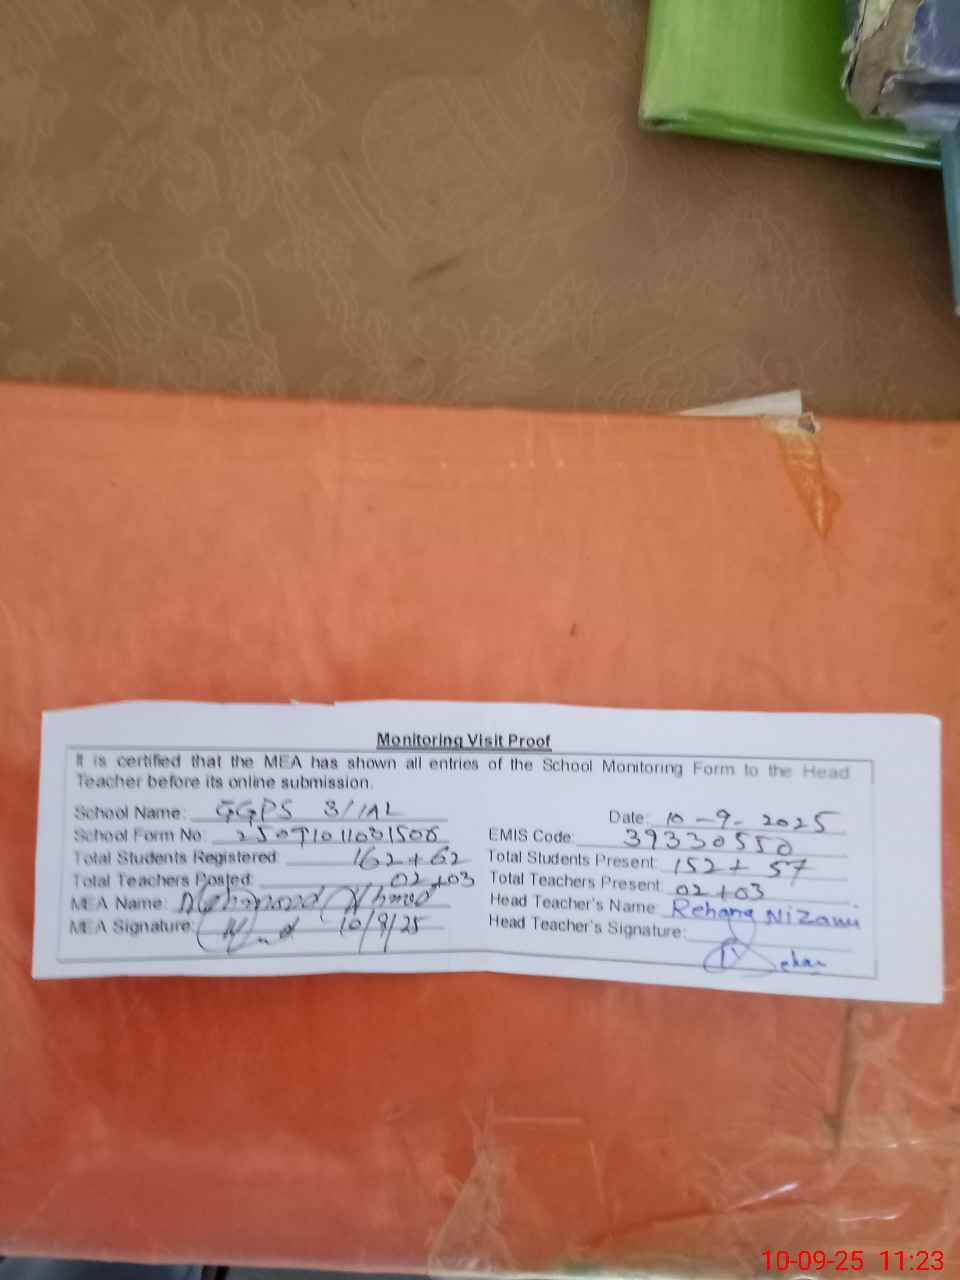 Monitoring Visit Proof
It is certified that the MEA has shown all entries of the School Monitoring Form to the Head
Teacher before its online submission.
School Name: GGPS 3/1AL Date: 10-9-2025
School Form No: EMIS Code: 39330550
Total Students Registered: 162+62 Total Students Present: 152+57
Total Teachers Posted: 02+03 Total Teachers Present: 02+03
MEA Name: Ahmad Head Teacher's Name: Rehana Nizami
MEA Signature: 10/9/25 Head Teacher's Signature:
10-09-25 11:23